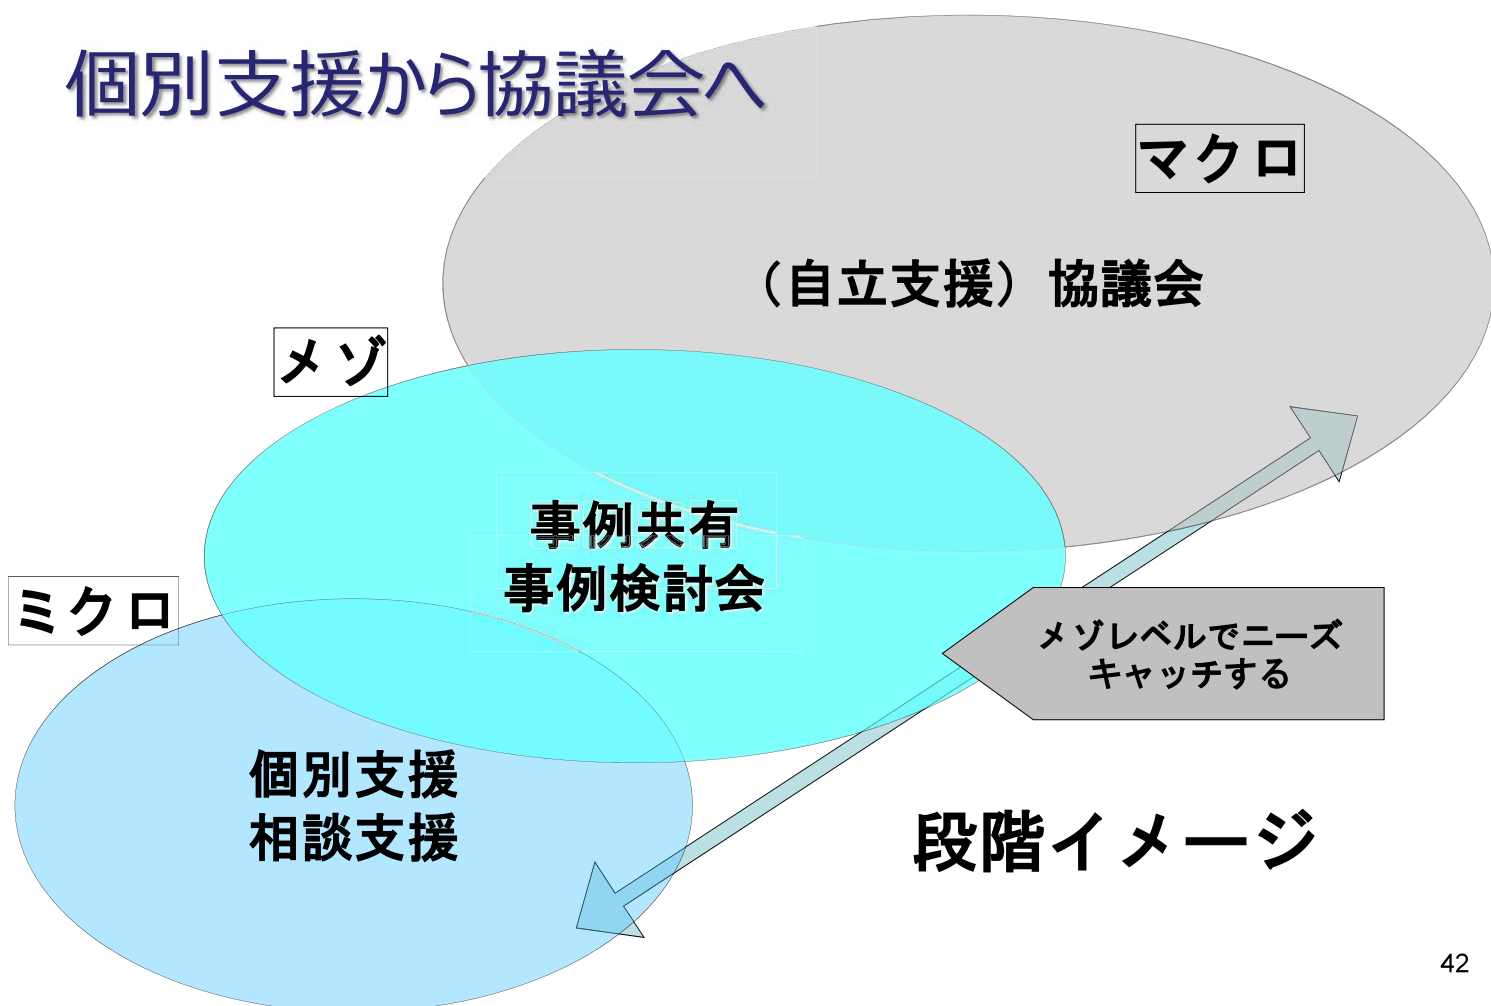 個別支援から協議会へ
マクロ
（自立支援）協議会
メゾ
事例共有
事例検討会
ミクロ
メゾレベルでニーズ
キャッチする
個別支援
相談支援
段階イメージ
42